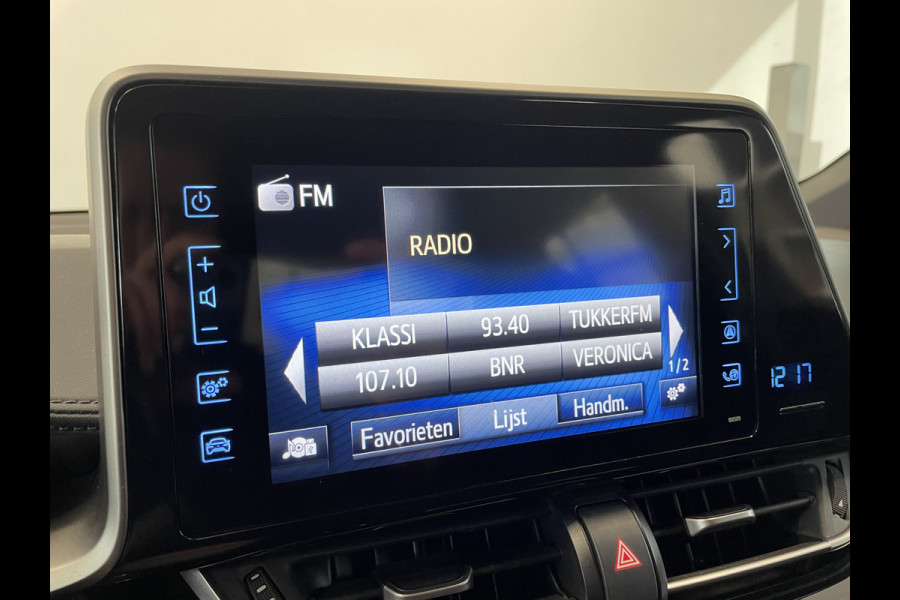 FM
RADIO
KLASSI 93.40 TUKKERFM
107.10 BNR VERONICA
1/2
Favorieten Lijst Handm.
12 17